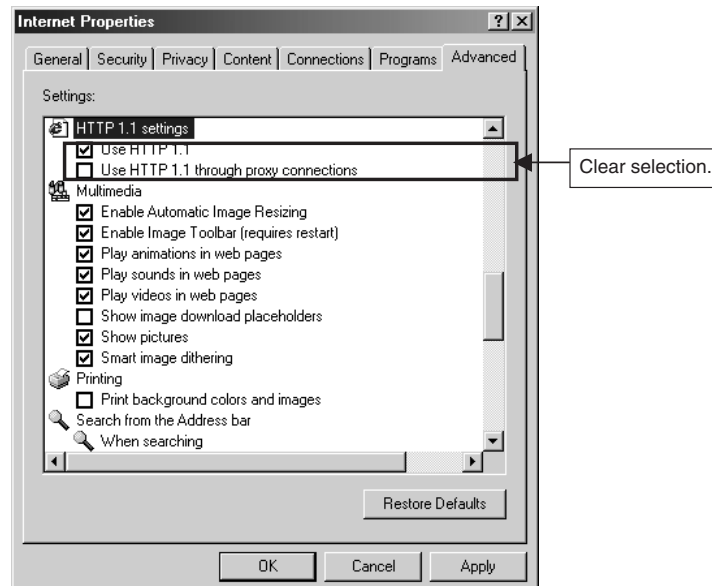 Internet Properties
General Security Privacy Content Connections Programs Advanced
Settings:
HTTP 1.1 settings
Use HTTP 1.1
Use HTTP 1.1 through proxy connections
Clear selection.
Multimedia
Enable Automatic Image Resizing
Enable Image Toolbar (requires restart)
Play animations in web pages
Play sounds in web pages
Play videos in web pages
Show image download placeholders
Show pictures
Smart image dithering
Printing
Print background colors and images
Search from the Address bar
When searching
Restore Defaults
OK Cancel Apply